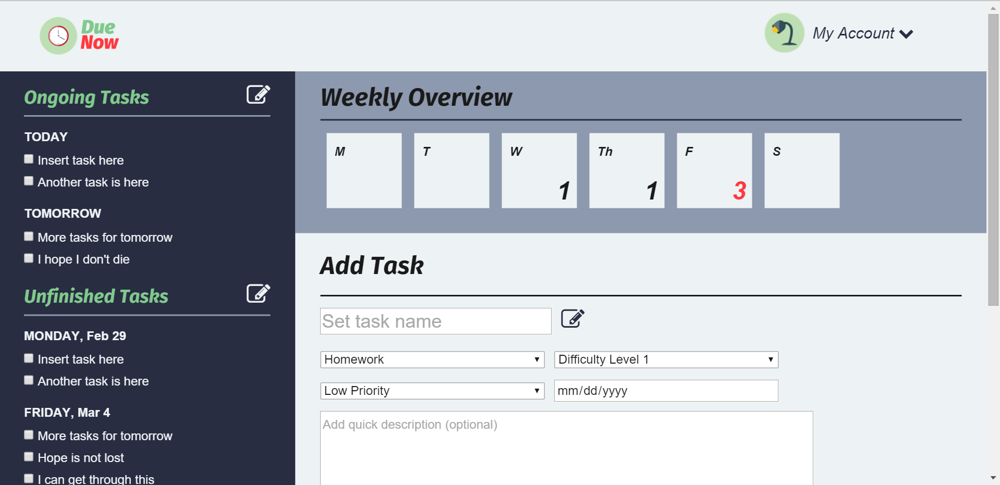 Due
Now
My Account
Ongoing Tasks
TODAY
Insert task here
Another task is here
TOMORROW
More tasks for tomorrow
I hope I don't die
Unfinished Tasks
MONDAY, Feb 29
Insert task here
Another task is here
FRIDAY, Mar 4
More tasks for tomorrow
Hope is not lost
I can get through this
Weekly Overview
M T W Th F S
1 1 3
Add Task
Set task name
Homework Difficulty Level 1
Low Priority mm/dd/yyyy
Add quick description (optional)